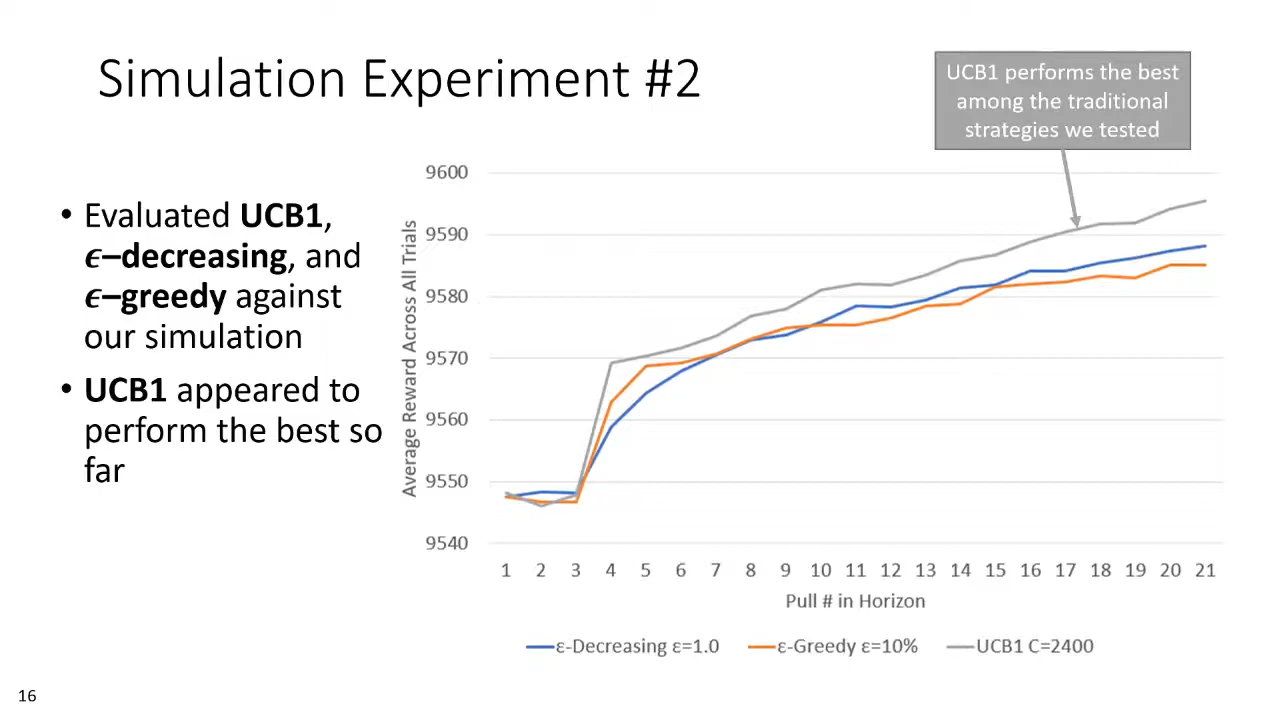 Simulation Experiment #2
UCB1 performs the best
among the traditional
strategies we tested
• Evaluated UCB1,
ϵ–decreasing, and
ϵ–greedy against
our simulation
• UCB1 appeared to
perform the best so
far
Average Reward Across All Trials
9600
9590
9580
9570
9560
9550
9540
1 2 3 4 5 6 7 8 9 10 11 12 13 14 15 16 17 18 19 20 21
Pull # in Horizon
ε-Decreasing ε=1.0 ε-Greedy ε=10% UCB1 C=2400
16